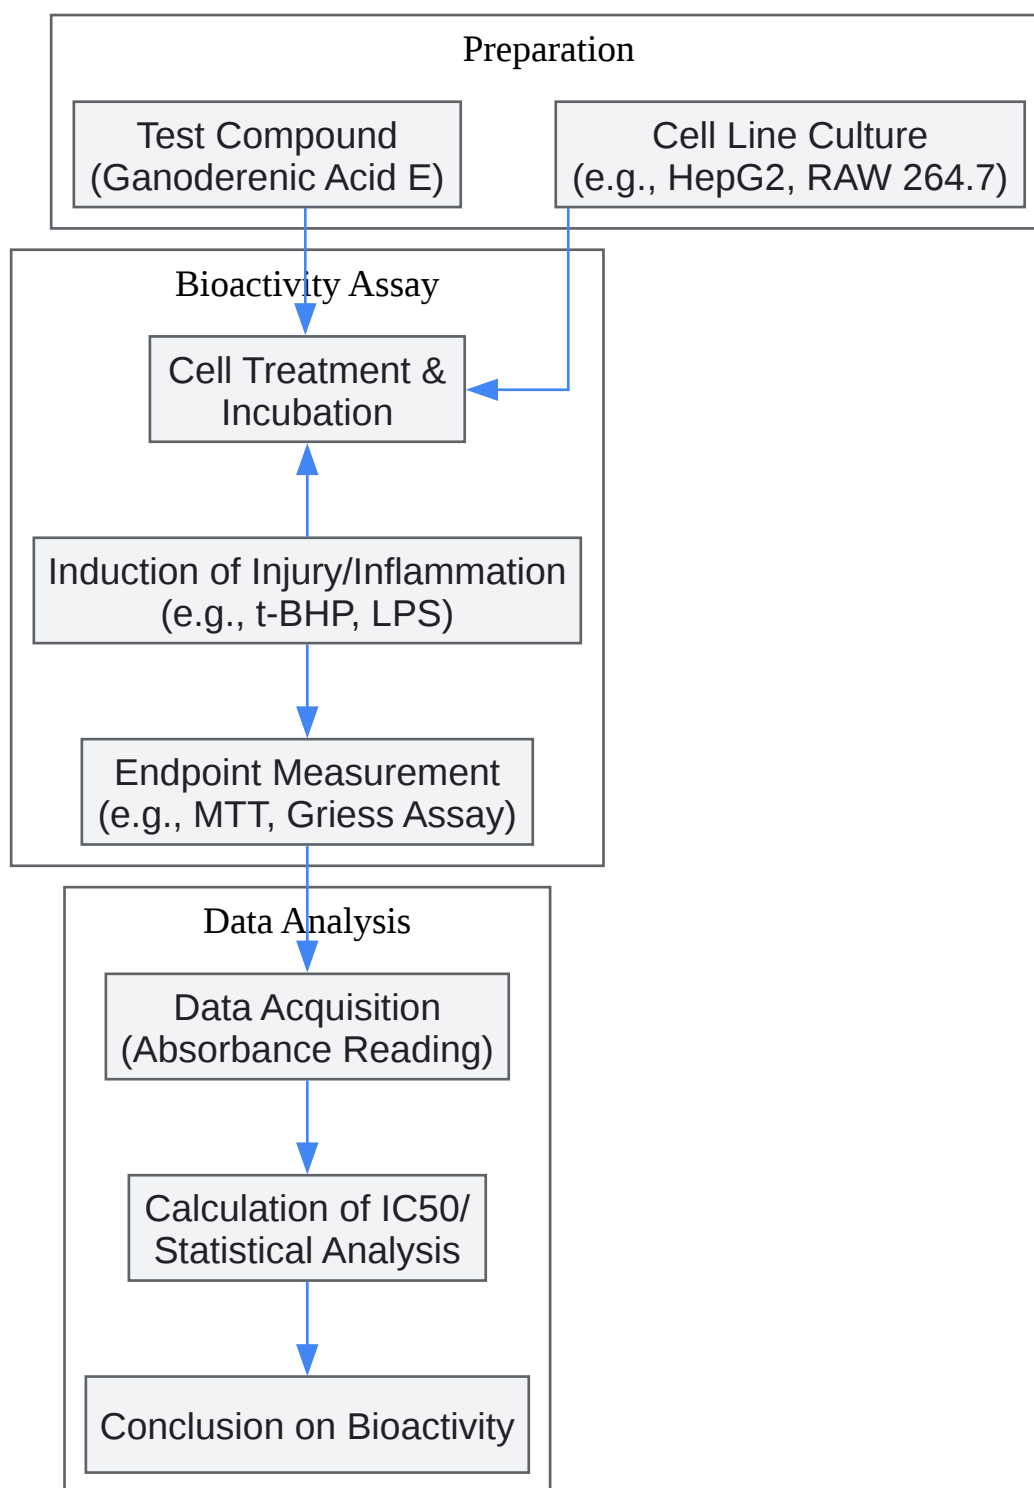 Preparation
Test Compound
(Ganoderenic Acid E)
Cell Line Culture
(e.g., HepG2, RAW 264.7)
Bioactivity Assay
Cell Treatment &
Incubation
Induction of Injury/Inflammation
(e.g., t-BHP, LPS)
Endpoint Measurement
(e.g., MTT, Griess Assay)
Data Analysis
Data Acquisition
(Absorbance Reading)
Calculation of IC50/
Statistical Analysis
Conclusion on Bioactivity